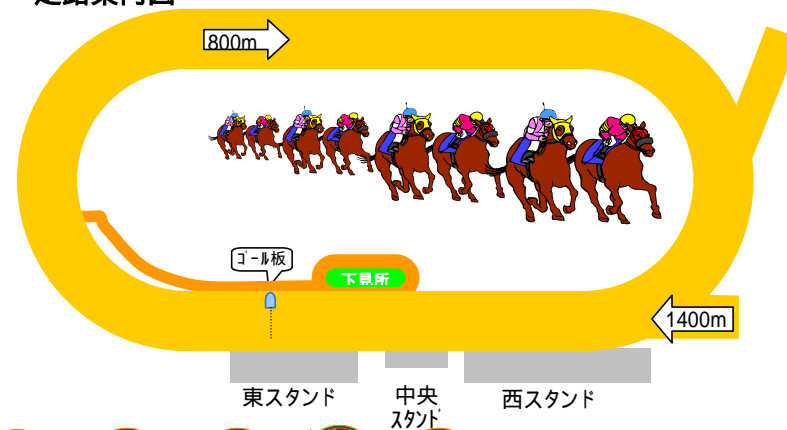 800m
ｺﾞｰﾙ板
下見所
1400m
東スタンド
中央
ｽﾀﾝﾄﾞ
西スタンド